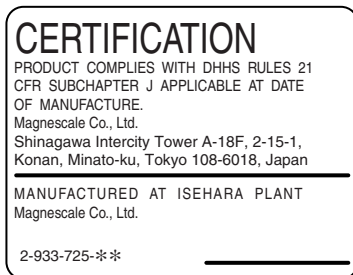 CERTIFICATION
PRODUCT COMPLIES WITH DHHS RULES 21
CFR SUBCHAPTER J APPLICABLE AT DATE
OF MANUFACTURE.
Magnescale Co., Ltd.
Shinagawa Intercity Tower A-18F, 2-15-1,
Konan, Minato-ku, Tokyo 108-6018, Japan
MANUFACTURED AT ISEHARA PLANT
Magnescale Co., Ltd.
2-933-725-**